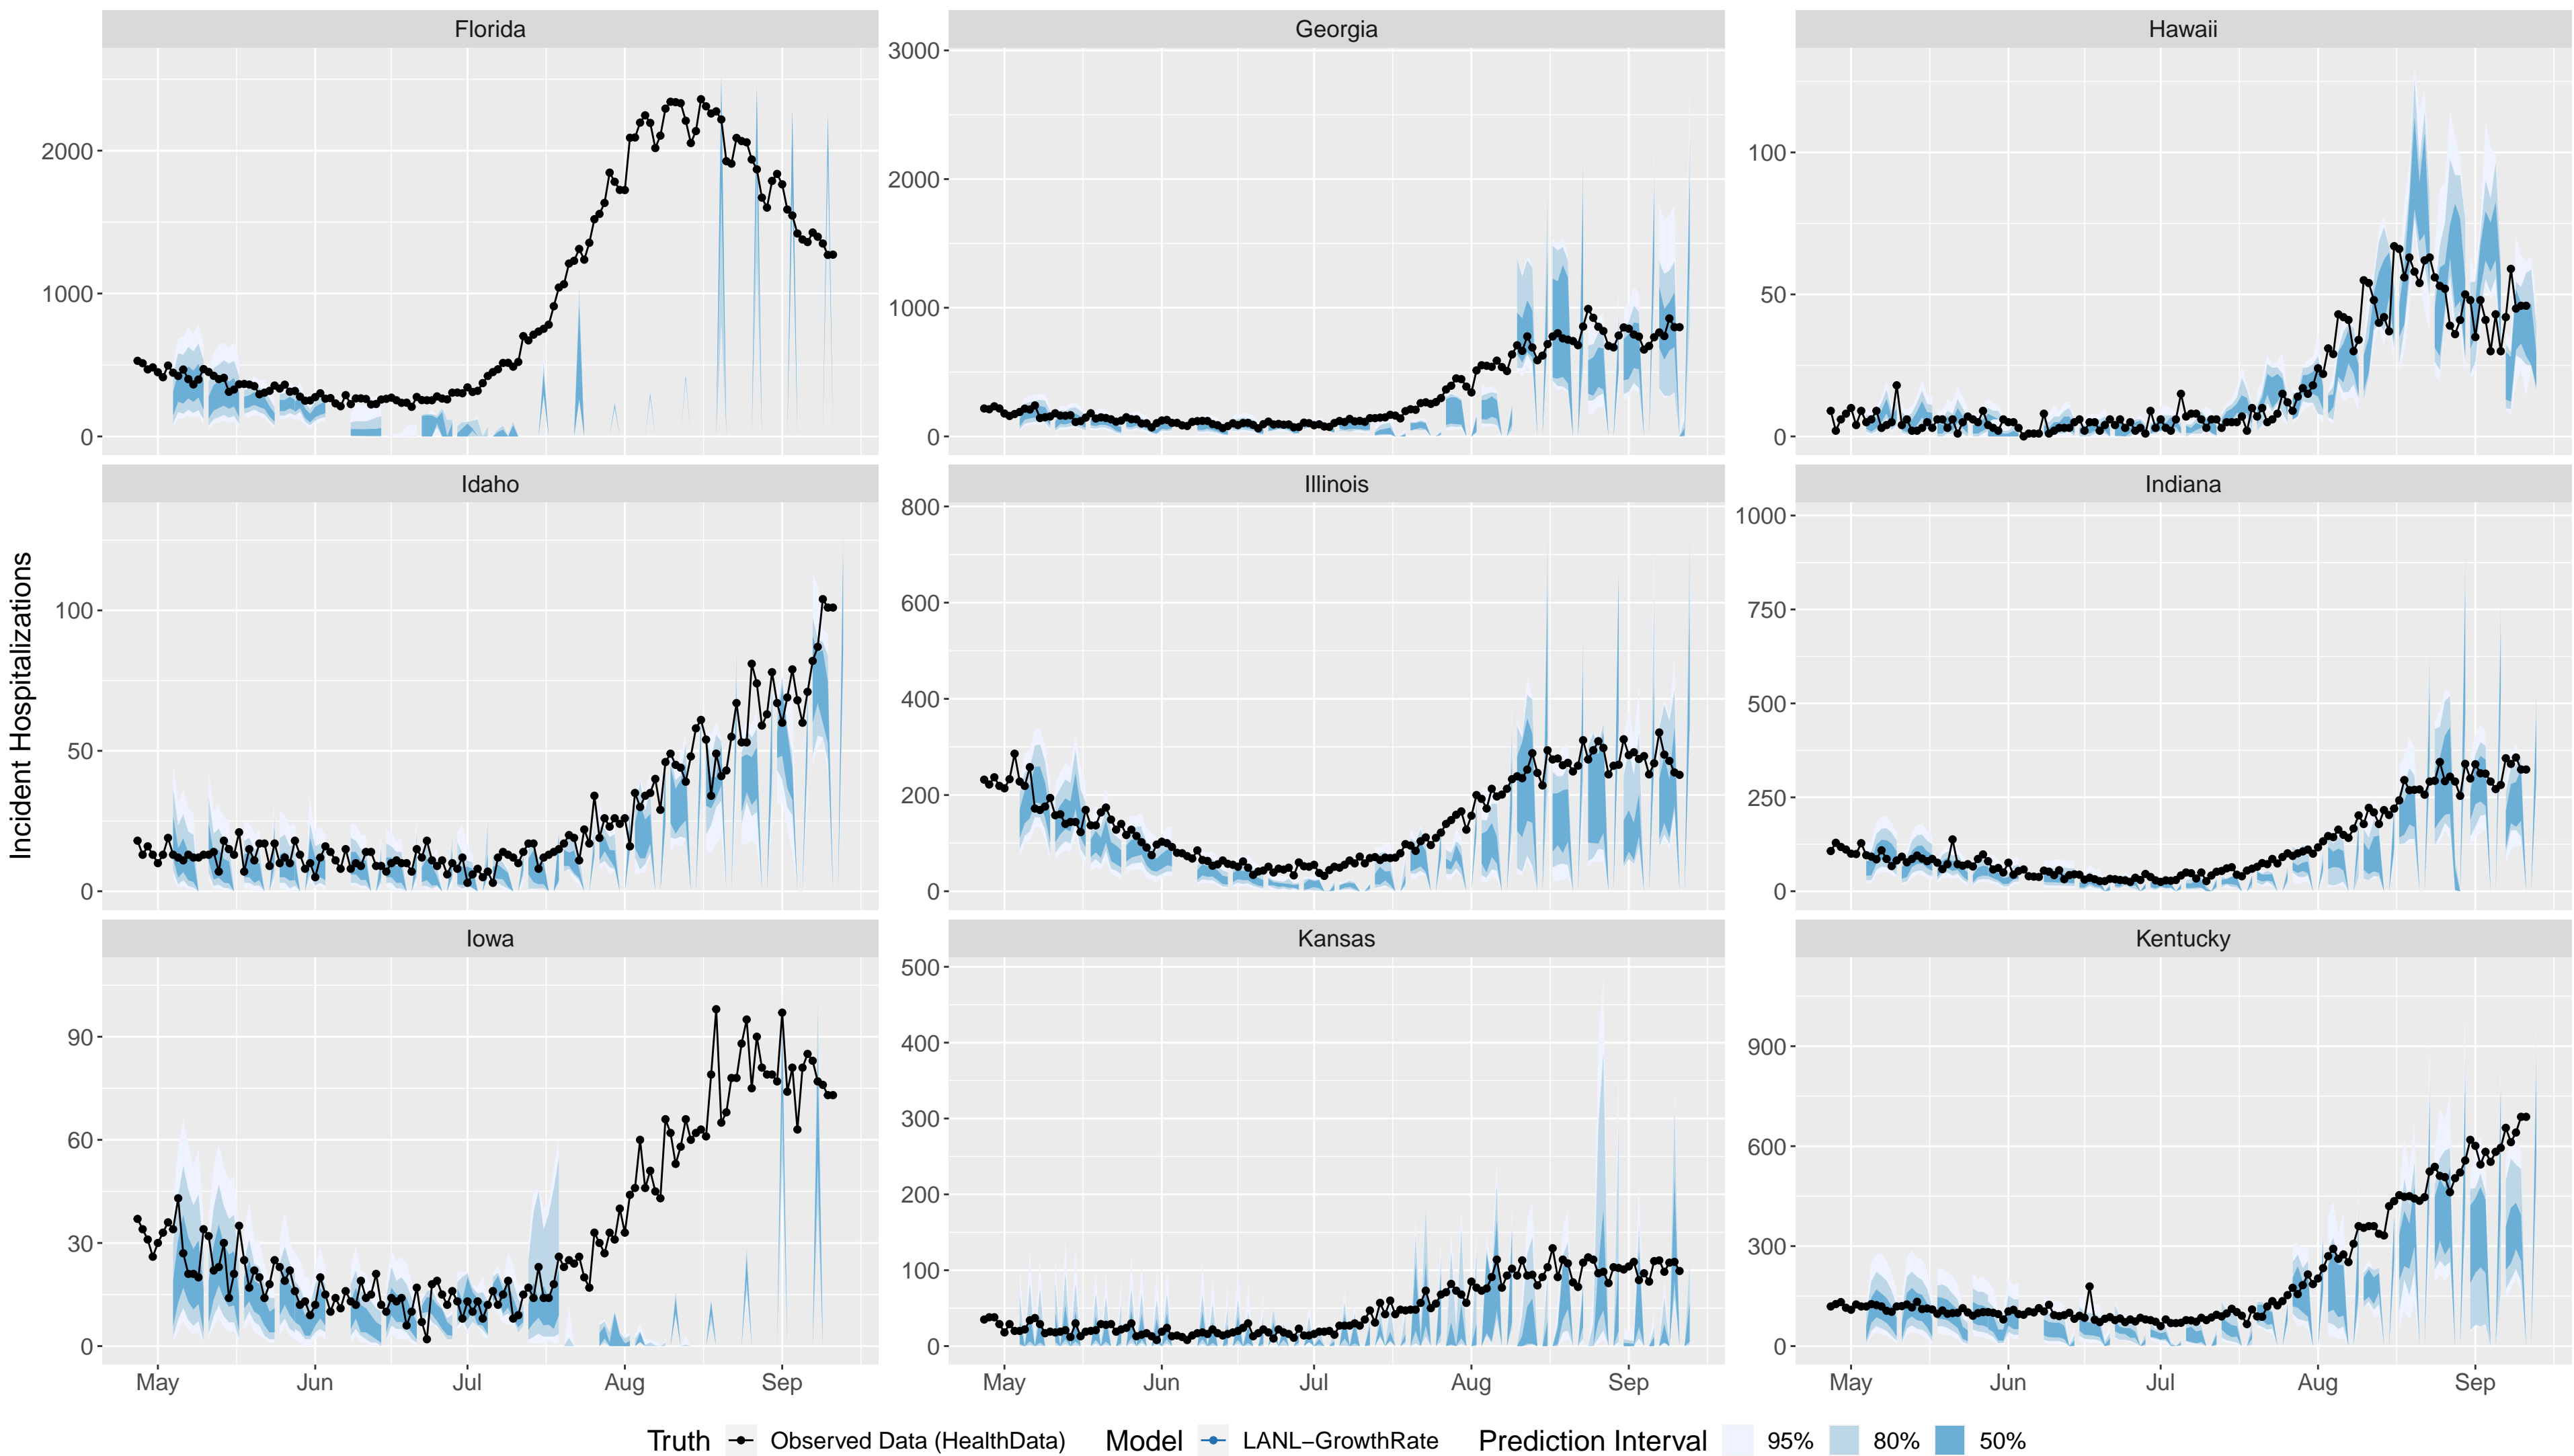 Florida
Georgia
Hawaii
0
1000
2000
0
1000
2000
3000
0
50
100
Idaho
Illinois
Indiana
0
50
100
0
200
400
600
800
0
250
500
750
1000
Iowa
Kansas
Kentucky
0
30
60
90
0
100
200
300
400
500
0
300
600
900
May Jun Jul Aug Sep
May Jun Jul Aug Sep
May Jun Jul Aug Sep
Incident Hospitalizations
Truth Observed Data (HealthData) Model LANL−GrowthRate Prediction Interval 95% 80% 50%